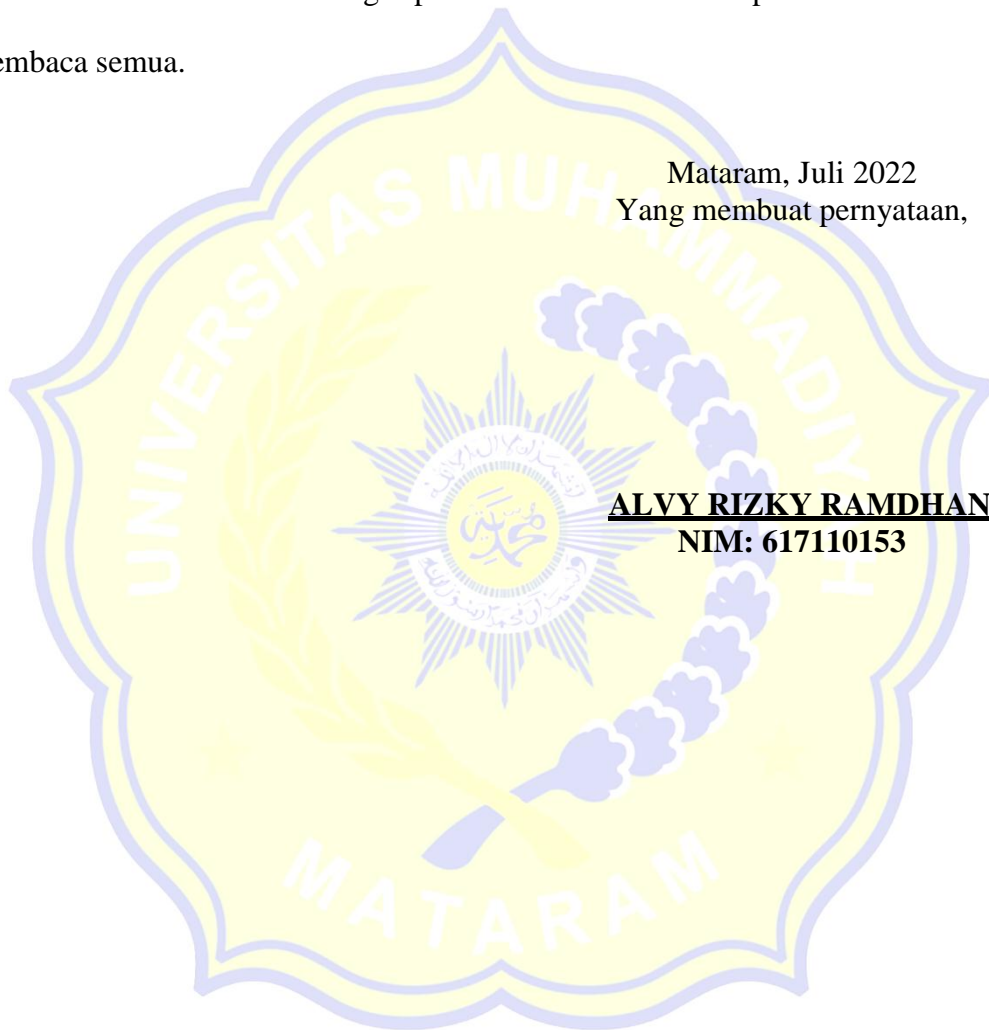 embaca semua.
Mataram, Juli 2022
Yang membuat pernyataan,
UNIVERSITAS MUHAMMADIYAH
ALVY RIZKY RAMDHAN
NIM: 617110153
MATARAM